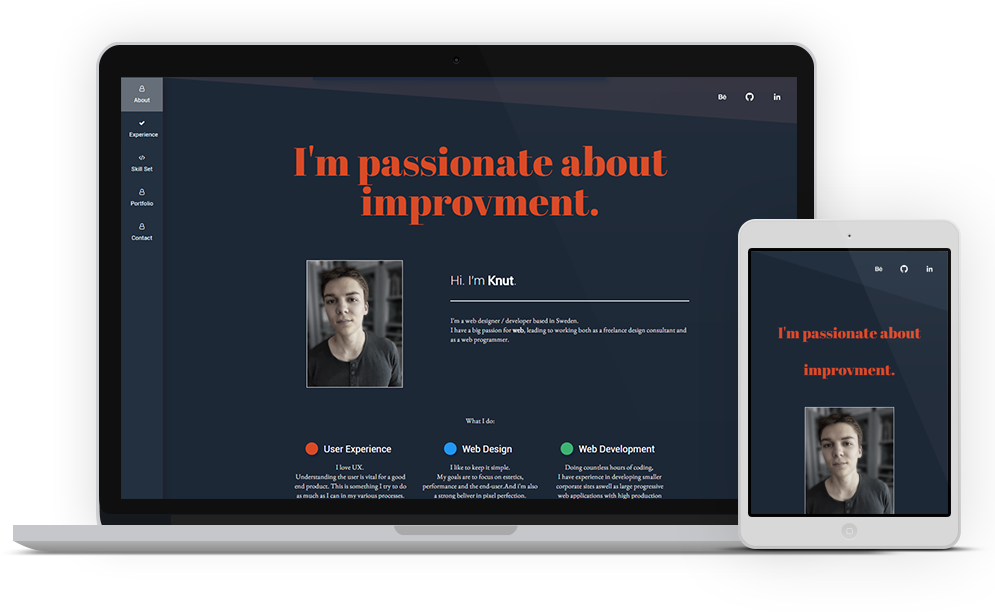 About
Experience
Skill Set
Portfolio
Contact
Bē
in
I'm passionate about
improvment.
Hi. I'm Knut.
I'm a web designer / developer based in Sweden.
I have a big passion for web, leading to working both as a freelance design consultant and
as a web programmer.
What I do:
User Experience
I love UX.
Understanding the user is vital for a good
end product. This is something I try to do
as much as I can in my various processes.
Web Design
I like to keep it simple.
My goals are to focus on estetics,
performance and the end-user.And i'm also
a strong beliver in pixel perfection.
Web Development
Doing countless hours of coding,
I have experience in developing smaller
corporate sites aswell as large progressive
web applications with high production
Bē
in
I'm passionate about
improvment.